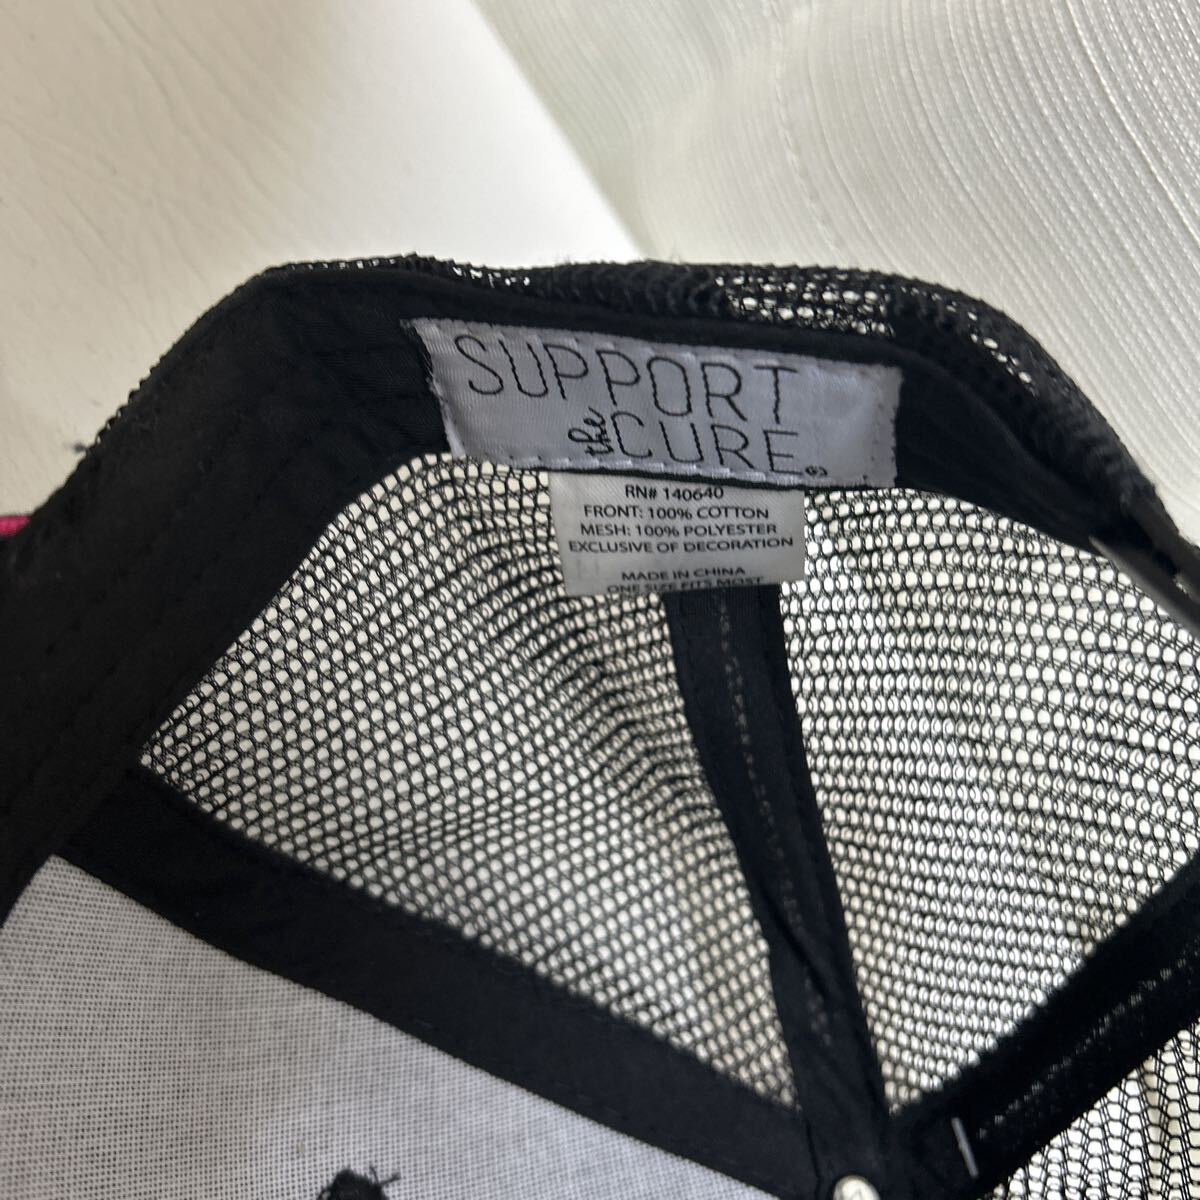 SUPPORT
the CURE
RN# 140640
FRONT: 100% COTTON
MESH: 100% POLYESTER
EXCLUSIVE OF DECORATION
MADE IN CHINA
ONE SIZE FITS MOST